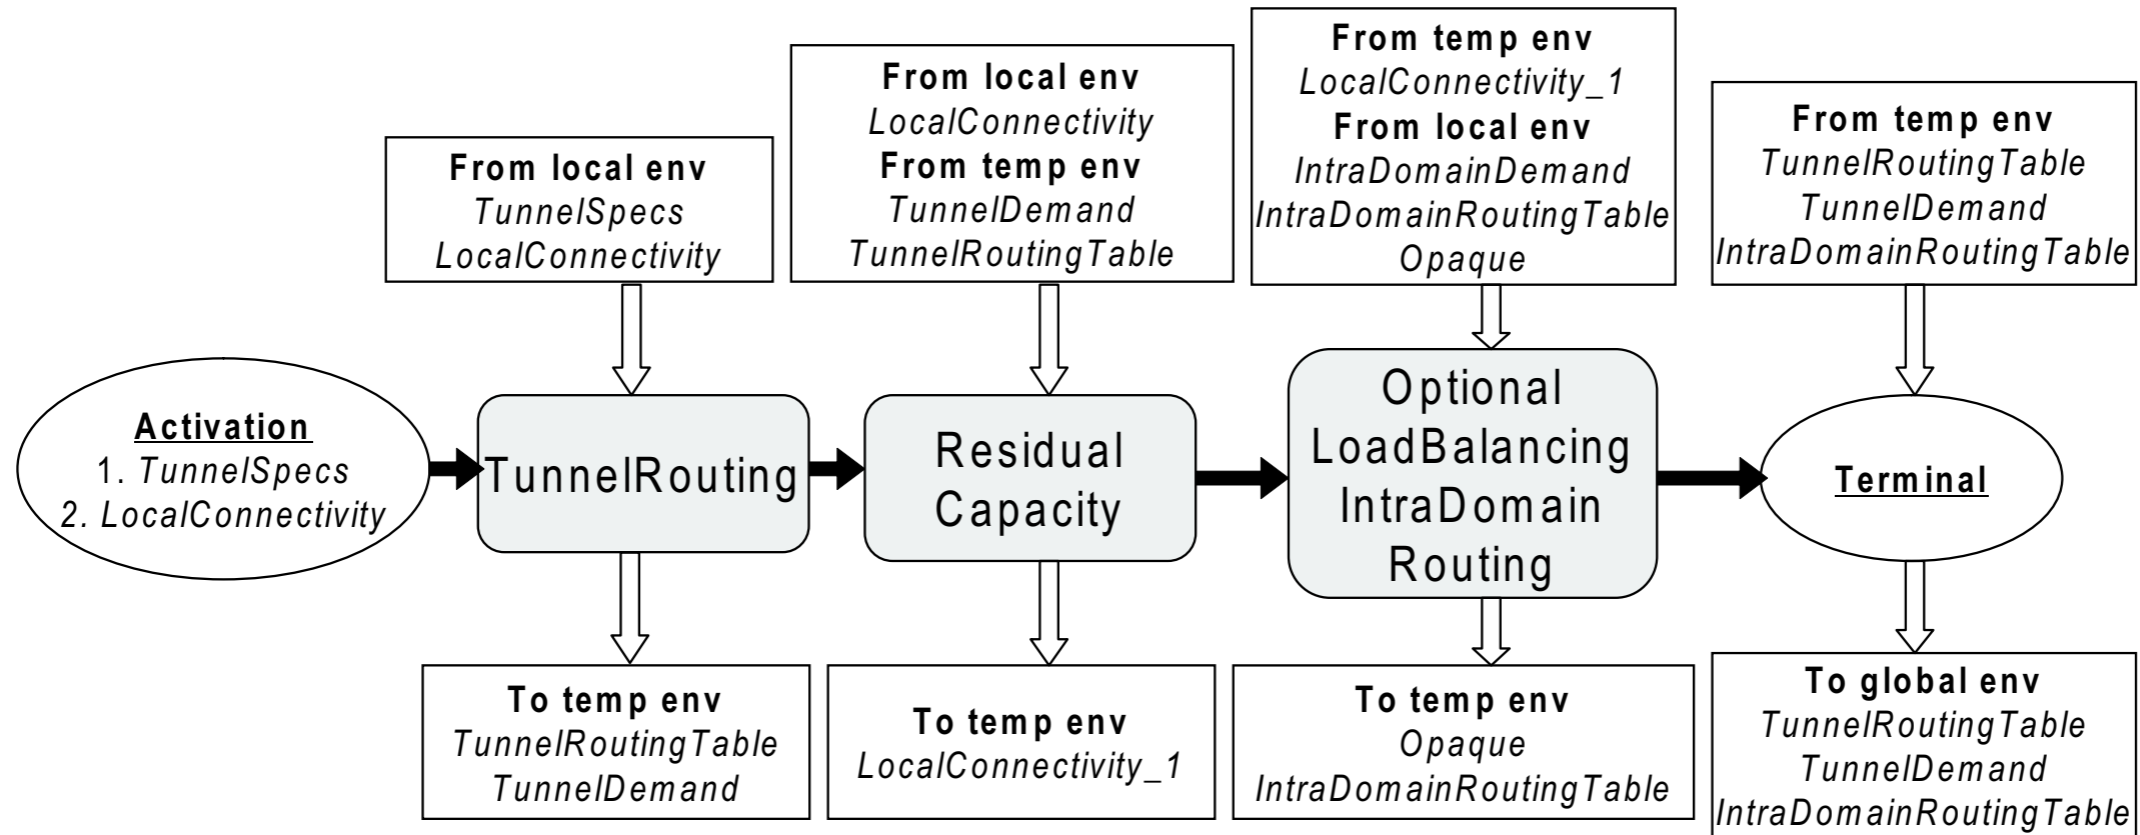 From local env
TunnelSpecs
LocalConnectivity
From local env
LocalConnectivity
From temp env
TunnelDemand
TunnelRoutingTable
From temp env
LocalConnectivity_1
From local env
IntraDomainDemand
IntraDomainRoutingTable
Opaque
From temp env
TunnelRoutingTable
TunnelDemand
IntraDomainRoutingTable
Activation
1. TunnelSpecs
2. LocalConnectivity
TunnelRouting
Residual
Capacity
Optional
LoadBalancing
IntraDomain
Routing
Terminal
To temp env
TunnelRoutingTable
TunnelDemand
To temp env
LocalConnectivity_1
To temp env
Opaque
IntraDomainRoutingTable
To global env
TunnelRoutingTable
TunnelDemand
IntraDomainRoutingTable